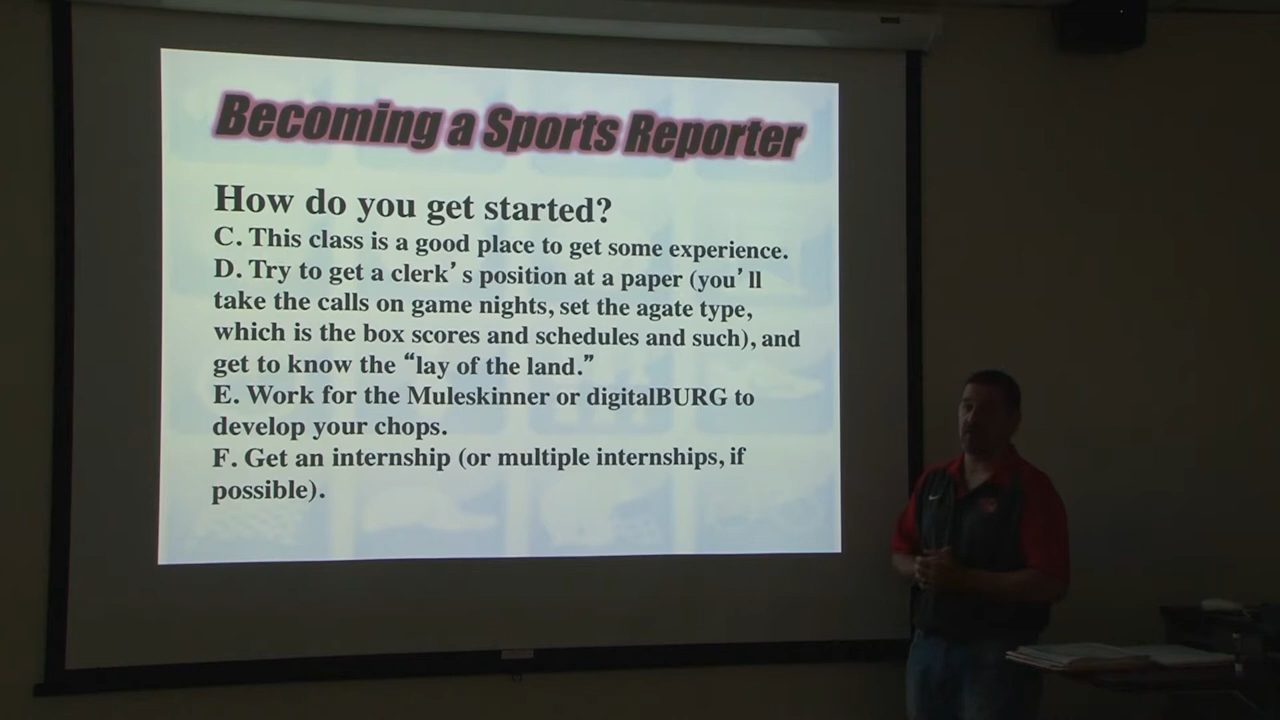 Becoming a Sports Reporter
How do you get started?
C. This class is a good place to get some experience.
D. Try to get a clerk’s position at a paper (you’ll
take the calls on game nights, set the agate type,
which is the box scores and schedules and such), and
get to know the “lay of the land.”
E. Work for the Muleskinner or digitalBURG to
develop your chops.
F. Get an internship (or multiple internships, if
possible).